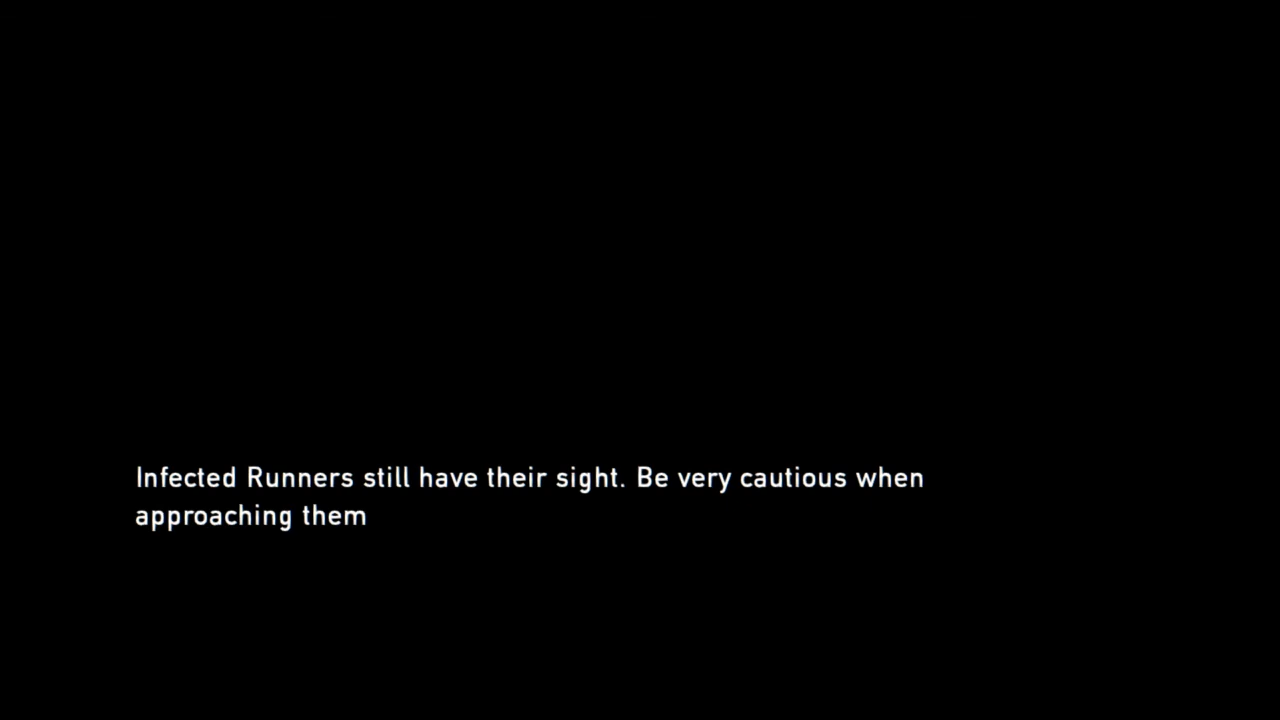 Infected Runners still have their sight. Be very cautious when
approaching them